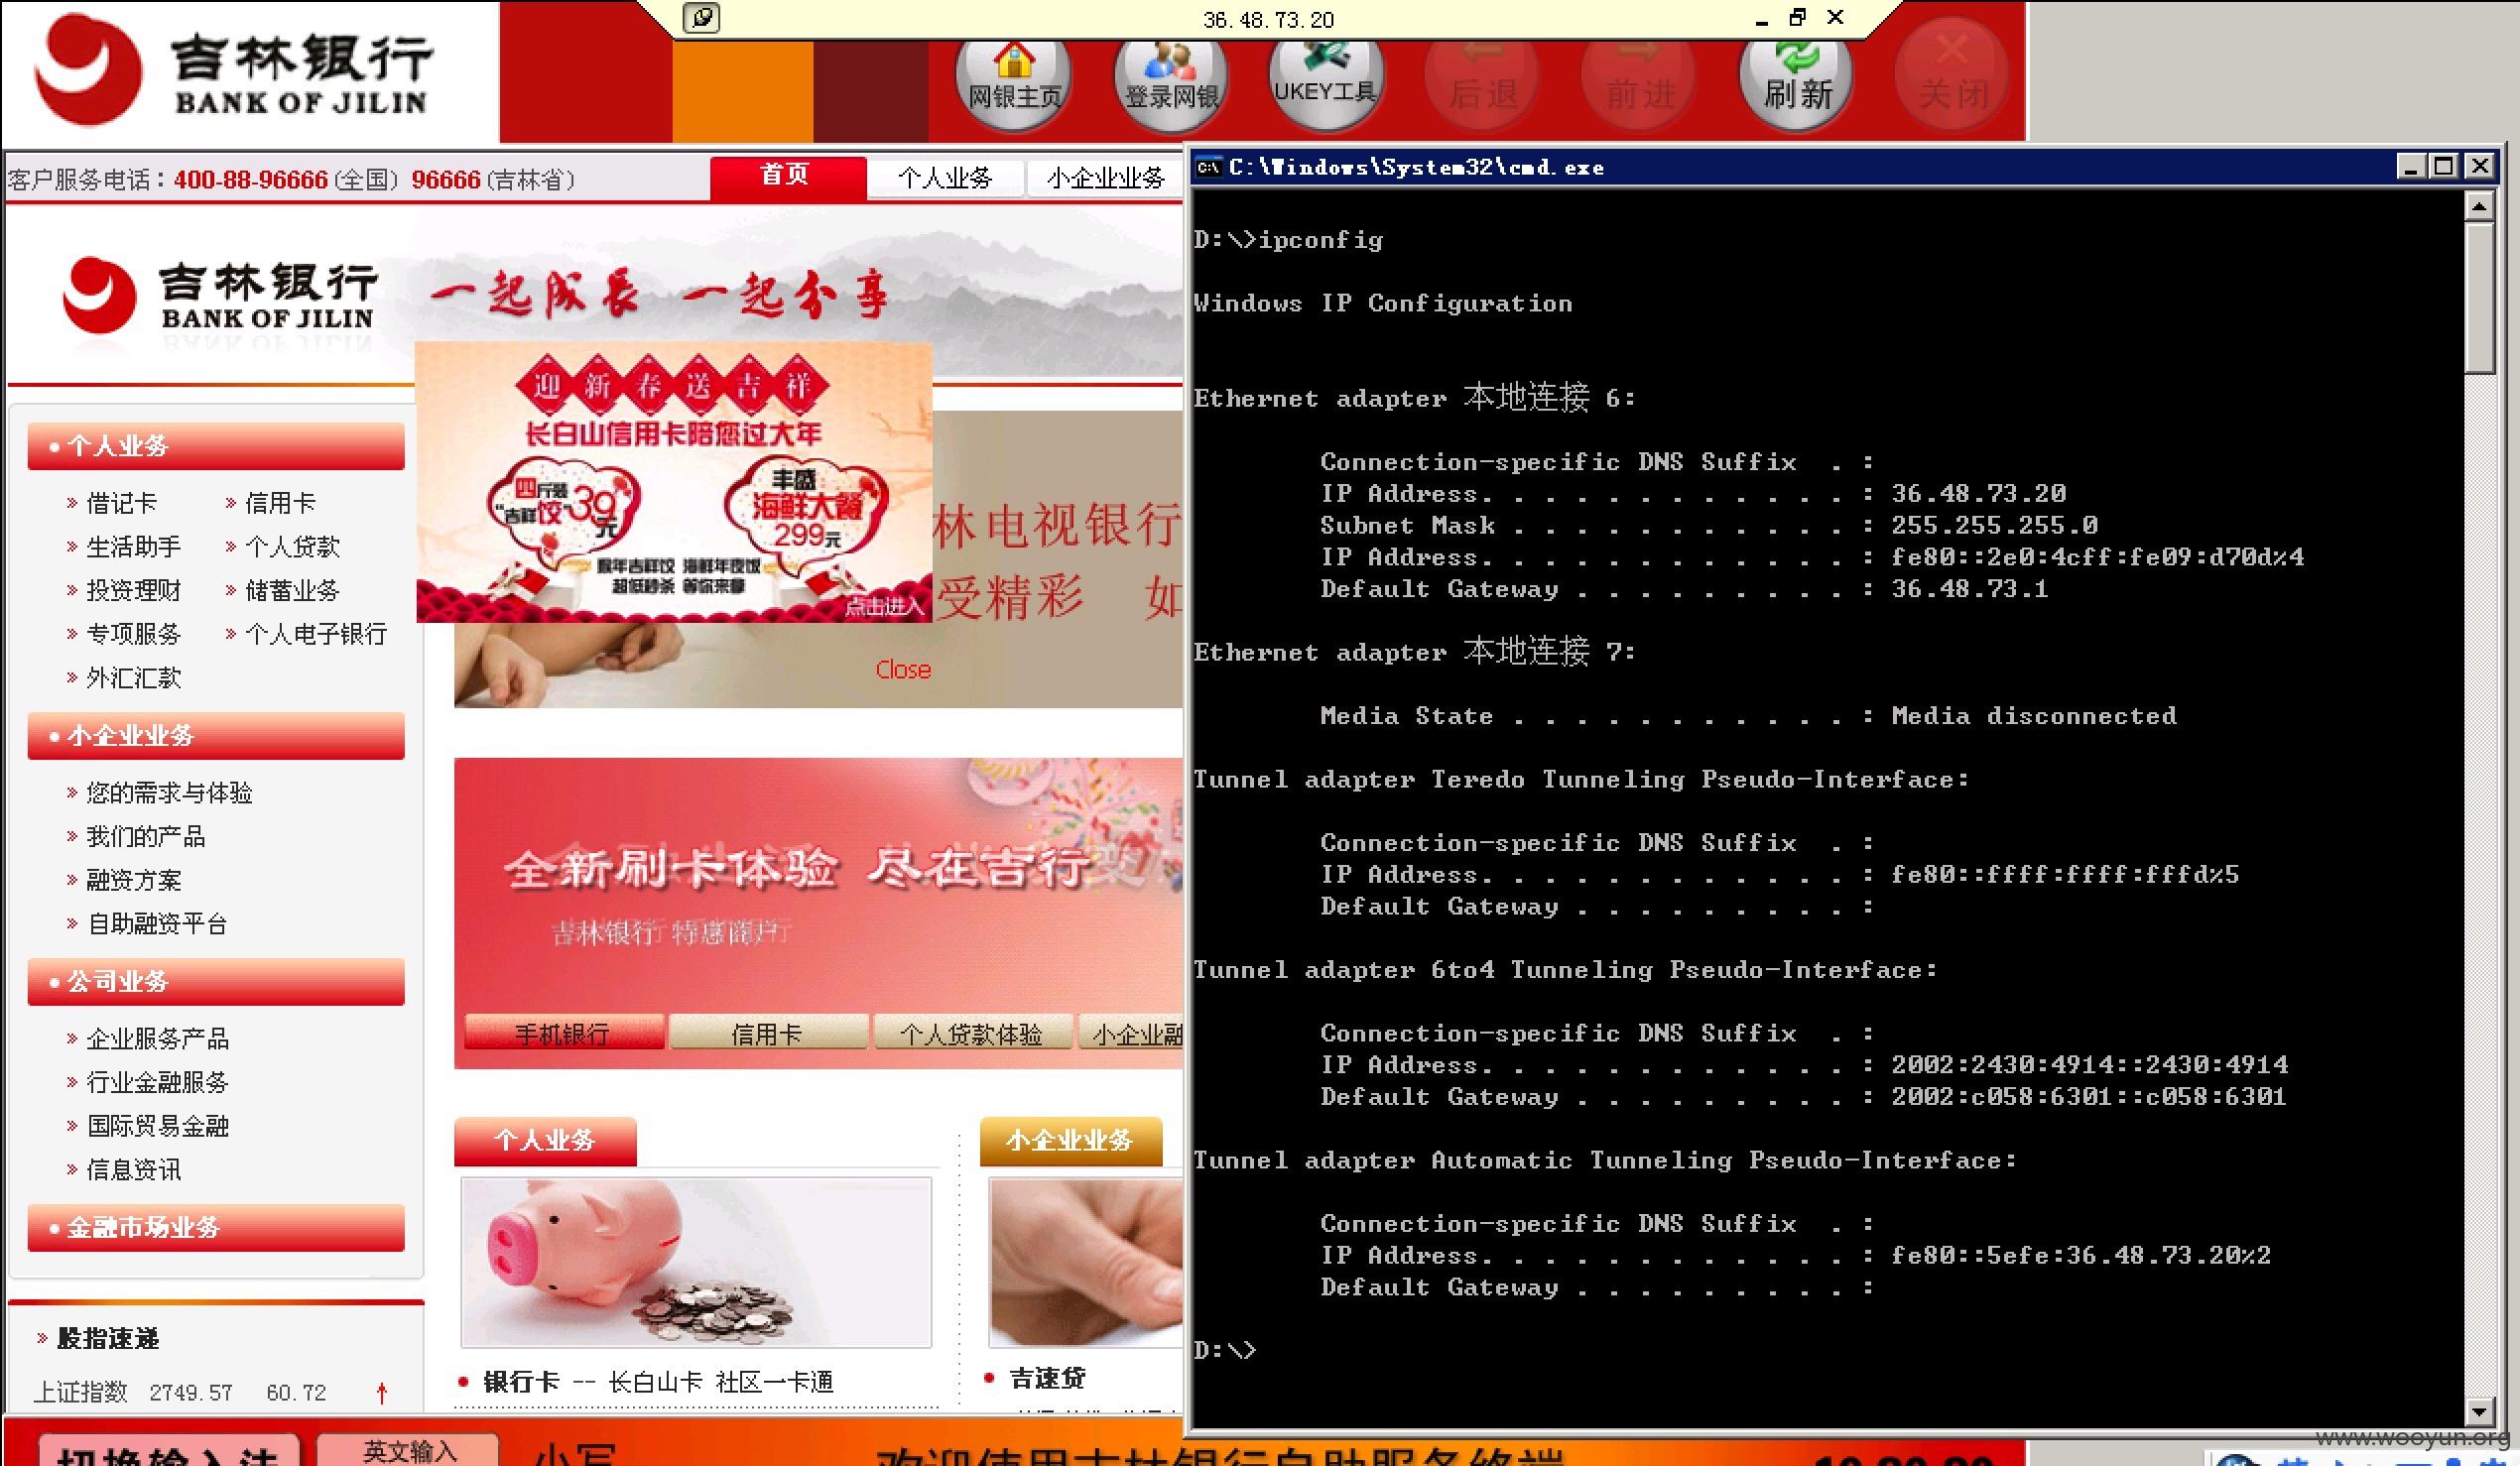 36.48.73.20
吉林银行
BANK OF JILIN
网银主页
登录网银
UKEY工具
后退
前进
刷新
关闭
客户服务电话：400-88-96666(全国) 96666(吉林省)
首页
个人业务
小企业业务
吉林银行
BANK OF JILIN
一起成长 一起分享
迎新春送吉祥
长白山信用卡陪您过大年
四斤装
"吉祥饺"39元
丰盛
海鲜大餐
299元
猴年吉祥饺 海鲜年夜饭
超低秒杀 等你来拿
点击进入
林电视银行
受精彩 如
Close
• 个人业务
» 借记卡
» 信用卡
» 生活助手
» 个人贷款
» 投资理财
» 储蓄业务
» 专项服务
» 个人电子银行
» 外汇汇款
• 小企业业务
» 您的需求与体验
» 我们的产品
» 融资方案
» 自助融资平台
• 公司业务
» 企业服务产品
» 行业金融服务
» 国际贸易金融
» 信息资讯
• 金融市场业务
» 股指速递
上证指数 2749.57 60.72 ↑
全新刷卡体验 尽在吉行
吉林银行 特惠商户
手机银行
信用卡
个人贷款体验
小企业融
个人业务
小企业业务
• 银行卡 -- 长白山卡 社区一卡通
• 吉速贷
切换输入法
英文输入
小写
欢迎使用吉林银行自助服务终端
C:\Windows\System32\cmd.exe
D:\>ipconfig
Windows IP Configuration
Ethernet adapter 本地连接 6:
Connection-specific DNS Suffix . :
IP Address. . . . . . . . . . . . : 36.48.73.20
Subnet Mask . . . . . . . . . . . : 255.255.255.0
IP Address. . . . . . . . . . . . : fe80::2e0:4cff:fe09:d70d%4
Default Gateway . . . . . . . . . : 36.48.73.1
Ethernet adapter 本地连接 7:
Media State . . . . . . . . . . . : Media disconnected
Tunnel adapter Teredo Tunneling Pseudo-Interface:
Connection-specific DNS Suffix . :
IP Address. . . . . . . . . . . . : fe80::ffff:ffff:fffd%5
Default Gateway . . . . . . . . . :
Tunnel adapter 6to4 Tunneling Pseudo-Interface:
Connection-specific DNS Suffix . :
IP Address. . . . . . . . . . . . : 2002:2430:4914::2430:4914
Default Gateway . . . . . . . . . : 2002:c058:6301::c058:6301
Tunnel adapter Automatic Tunneling Pseudo-Interface:
Connection-specific DNS Suffix . :
IP Address. . . . . . . . . . . . : fe80::5efe:36.48.73.20%2
Default Gateway . . . . . . . . . :
D:\>
www.wooyun.org